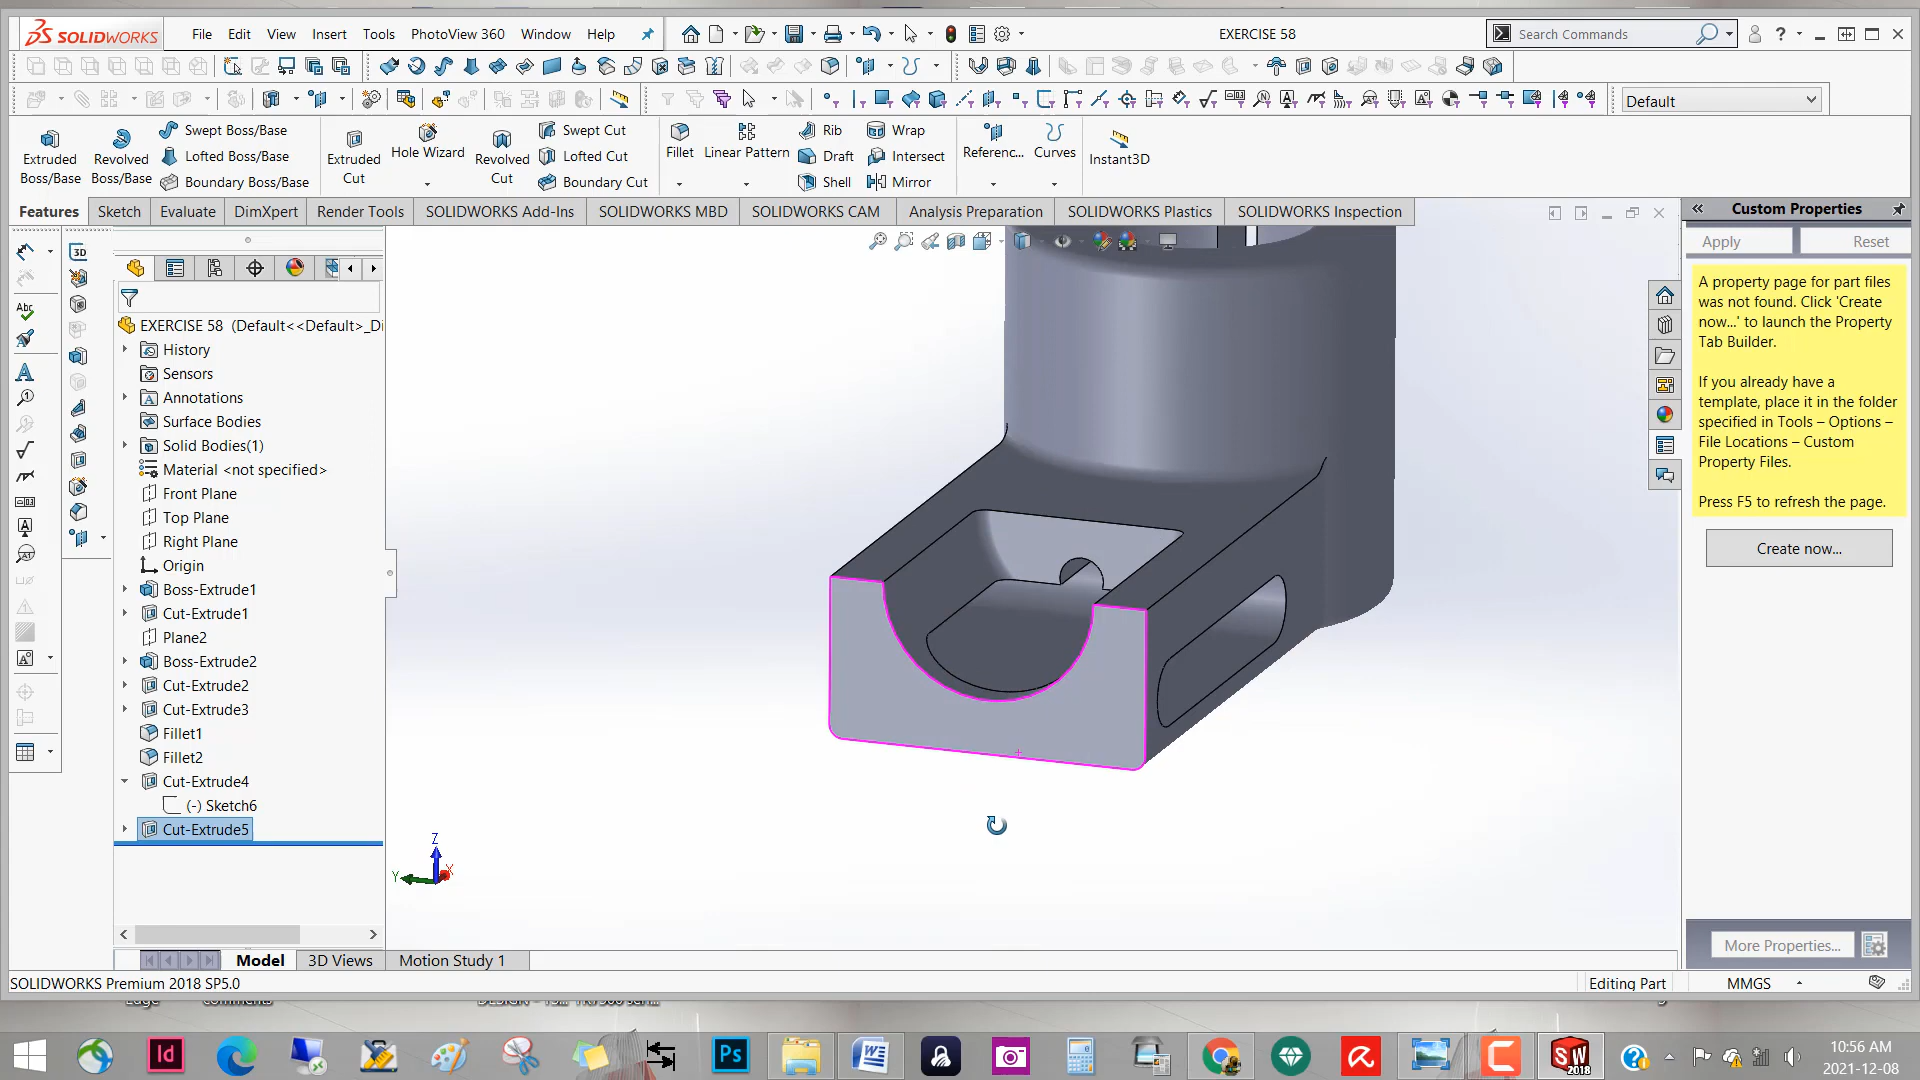 SOLIDWORKS File Edit View Insert Tools PhotoView 360 Window Help EXERCISE 58 Search Commands ?
Default
Extruded Boss/Base
Revolved Boss/Base
Swept Boss/Base
Lofted Boss/Base
Boundary Boss/Base
Extruded Cut
Hole Wizard
Revolved Cut
Swept Cut
Lofted Cut
Boundary Cut
Fillet
Linear Pattern
Rib
Draft
Shell
Wrap
Intersect
Mirror
Referenc...
Curves
Instant3D
Features Sketch Evaluate DimXpert Render Tools SOLIDWORKS Add-Ins SOLIDWORKS MBD SOLIDWORKS CAM Analysis Preparation SOLIDWORKS Plastics SOLIDWORKS Inspection
EXERCISE 58 (Default<<Default>_Di
History
Sensors
Annotations
Surface Bodies
Solid Bodies(1)
Material <not specified>
Front Plane
Top Plane
Right Plane
Origin
Boss-Extrude1
Cut-Extrude1
Plane2
Boss-Extrude2
Cut-Extrude2
Cut-Extrude3
Fillet1
Fillet2
Cut-Extrude4
(-) Sketch6
Cut-Extrude5
Z
Y
X
Custom Properties
Apply Reset
A property page for part files
was not found. Click 'Create
now...' to launch the Property
Tab Builder.
If you already have a
template, place it in the folder
specified in Tools – Options –
File Locations – Custom
Property Files.
Press F5 to refresh the page.
Create now...
More Properties...
Model 3D Views Motion Study 1
SOLIDWORKS Premium 2018 SP5.0 Editing Part MMGS
10:56 AM
2021-12-08